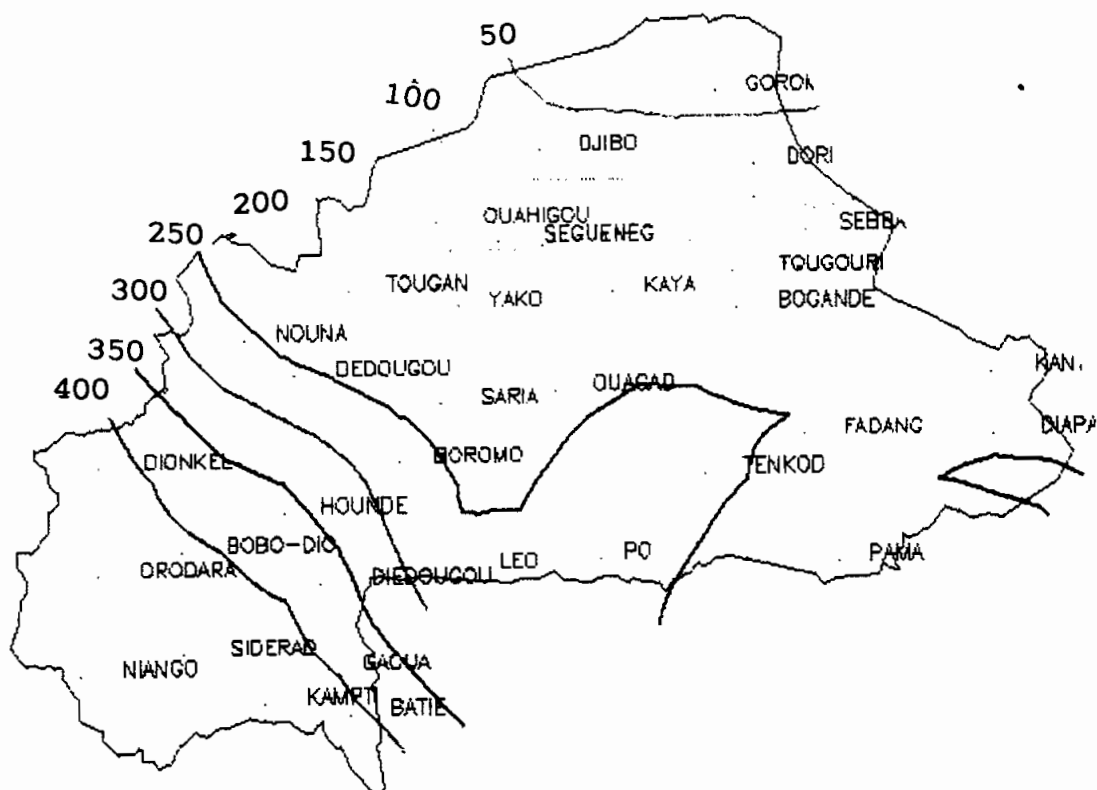 50
GOROM
100
DJIBO
150
DORI
200
OUAHIGOU
SEGUENEG
SEBB
250
TOUGAN
YAKO
KAYA
TOUGOURI
BOGANDE
300
NOUNA
350
DEDOUGOU
OUAGAD
KAN
400
SARIA
FADANG
DIAPA
DIONKEL
BOROMO
TENKOD
HOUNDE
BOBO-DIO
ORODARA
DIEDOUGOU
LEO
PO
PAMA
SIDERAD
NIANGO
GAOUA
KAMPTI
BATIE